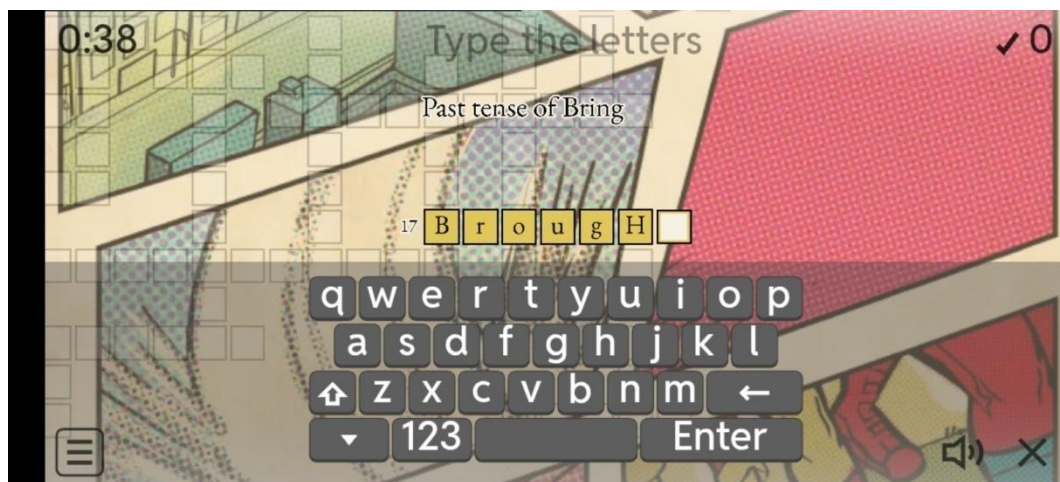 0:38 Type the letters ✓ 0
Past tense of Bring
17 B r o u g H
q w e r t y u i o p
a s d f g h j k l
z x c v b n m ←
123 Enter